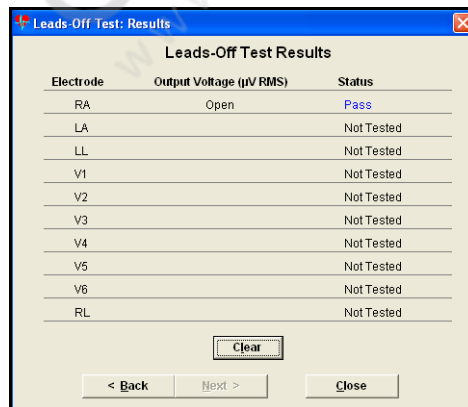 Leads-Off Test: Results
Leads-Off Test Results
Electrode Output Voltage (µV RMS) Status
RA Open Pass
LA Not Tested
LL Not Tested
V1 Not Tested
V2 Not Tested
V3 Not Tested
V4 Not Tested
V5 Not Tested
V6 Not Tested
RL Not Tested
Clear
< Back Next > Close